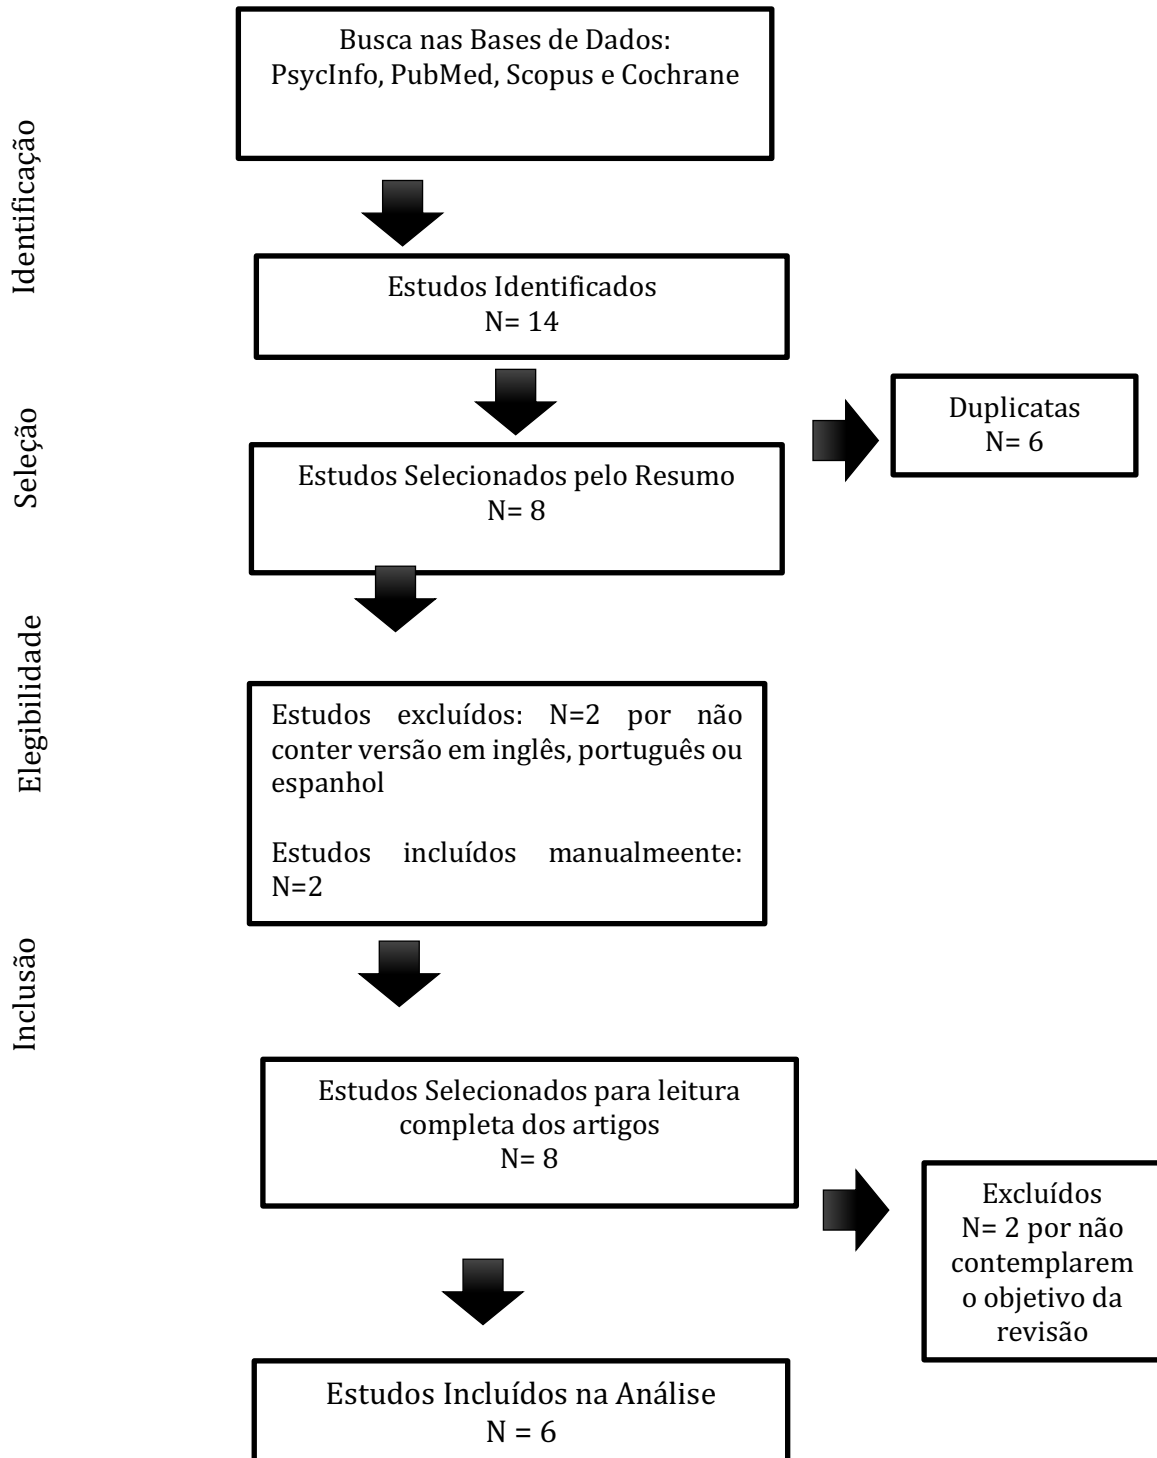 Busca nas Bases de Dados:
PsycInfo, PubMed, Scopus e Cochrane
Identificação
Estudos Identificados
N= 14
Seleção
Duplicatas
N= 6
Estudos Selecionados pelo Resumo
N= 8
Elegibilidade
Estudos excluídos: N=2 por não
conter versão em inglês, português ou
espanhol
Estudos incluídos manualmeente:
N=2
Inclusão
Estudos Selecionados para leitura
completa dos artigos
N= 8
Excluídos
N= 2 por não
contemplarem
o objetivo da
revisão
Estudos Incluídos na Análise
N = 6